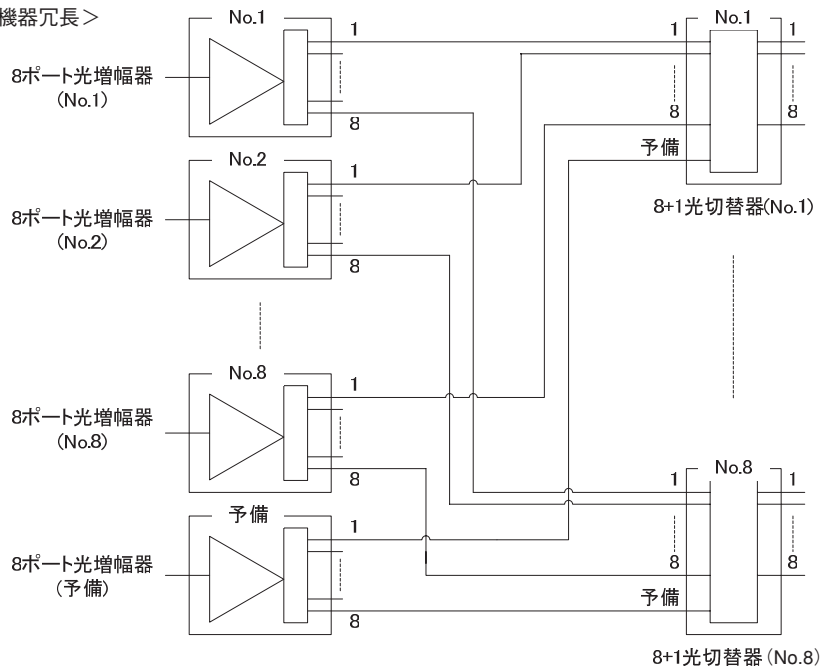 機器冗長＞
No.1
1
8
8ポート光増幅器
(No.1)
No.2
1
8
8ポート光増幅器
(No.2)
No.8
1
8
8ポート光増幅器
(No.8)
予備
1
8
8ポート光増幅器
(予備)
No.1
1
8
予備
1
8
8+1光切替器(No.1)
No.8
1
8
予備
1
8
8+1光切替器(No.8)